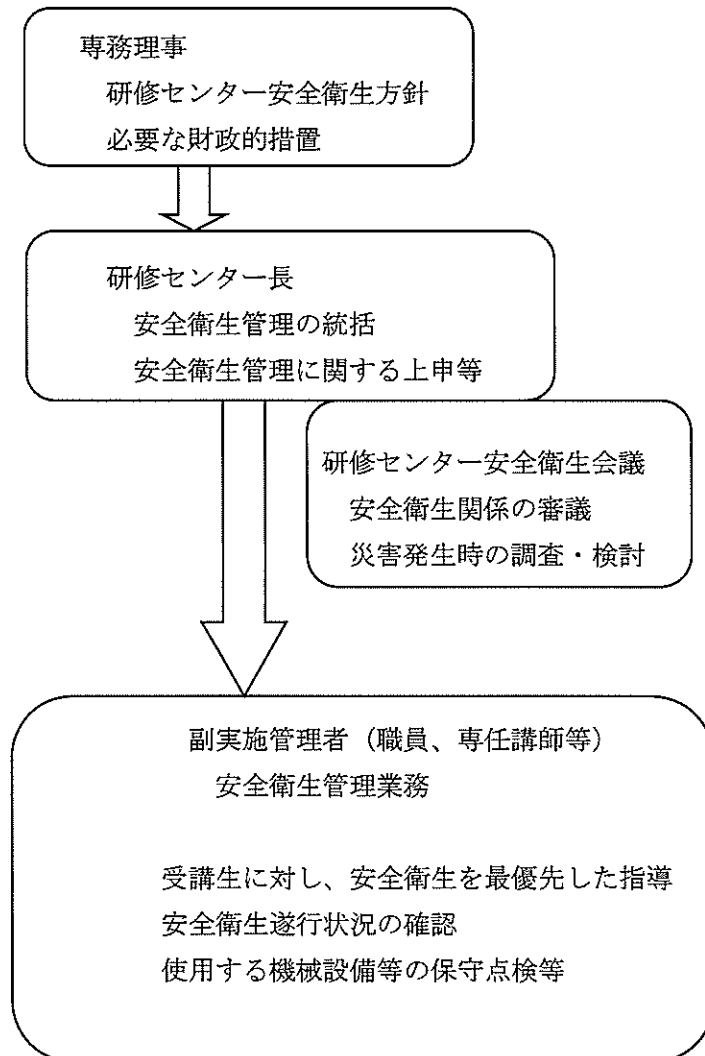 専務理事
研修センター安全衛生方針
必要な財政的措置
研修センター長
安全衛生管理の統括
安全衛生管理に関する上申等
研修センター安全衛生会議
安全衛生関係の審議
災害発生時の調査・検討
副実施管理者（職員、専任講師等）
安全衛生管理業務
受講生に対し、安全衛生を最優先した指導
安全衛生遂行状況の確認
使用する機械設備等の保守点検等